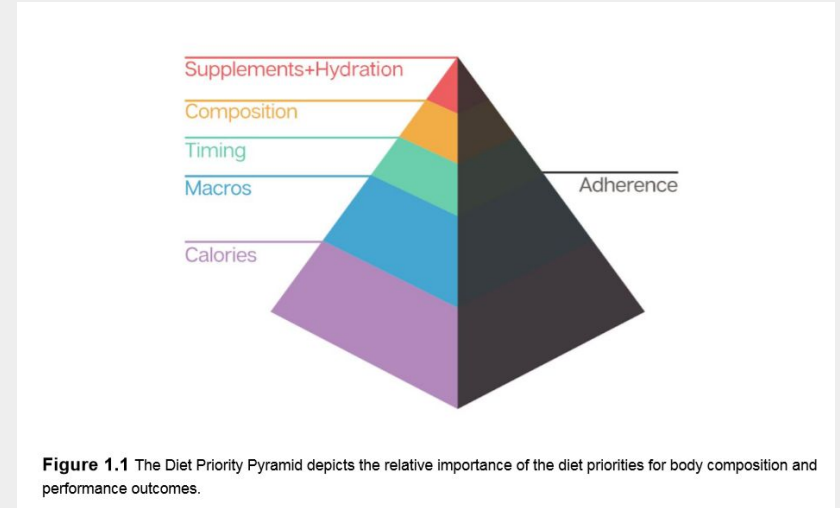 Supplements+Hydration
Composition
Timing
Macros
Adherence
Calories
Figure 1.1 The Diet Priority Pyramid depicts the relative importance of the diet priorities for body composition and
performance outcomes.